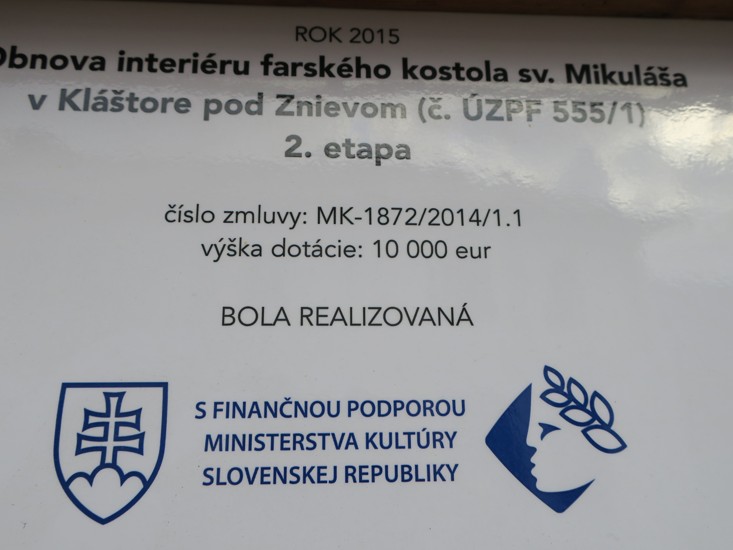 ROK 2015
Obnova interiéru farského kostola sv. Mikuláša
v Kláštore pod Znievom (č. ÚZPF 555/1)
2. etapa
číslo zmluvy: MK-1872/2014/1.1
výška dotácie: 10 000 eur
BOLA REALIZOVANÁ
S FINANČNOU PODPOROU
MINISTERSTVA KULTÚRY
SLOVENSKEJ REPUBLIKY